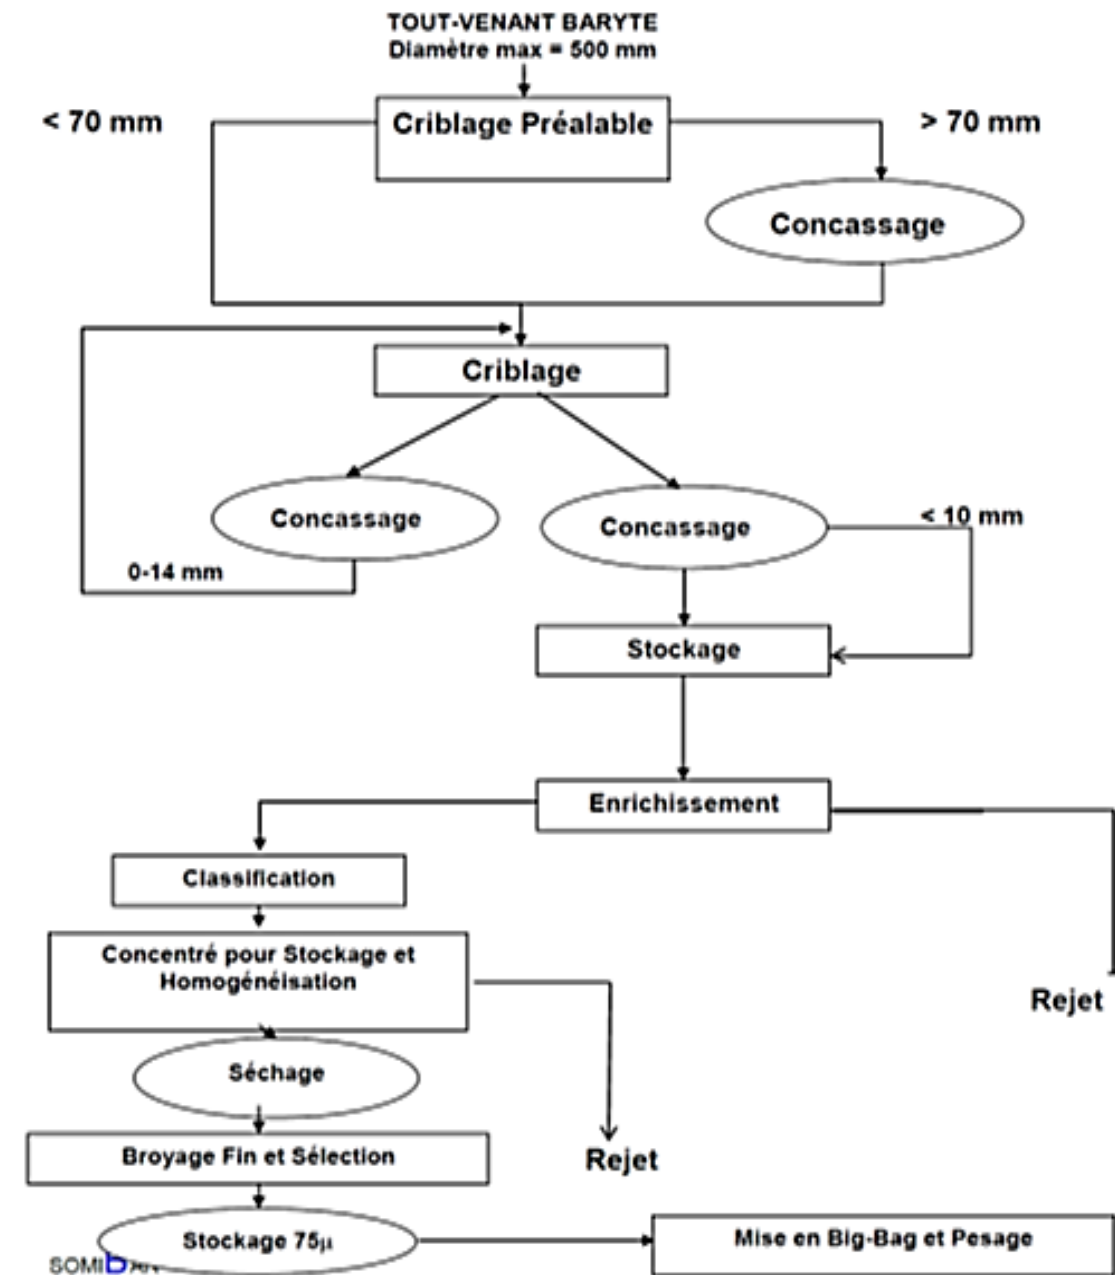 TOUT-VENANT BARYTE
Diamètre max = 500 mm
< 70 mm
Criblage Préalable
> 70 mm
Concassage
Criblage
Concassage
Concassage
< 10 mm
0-14 mm
Stockage
Enrichissement
Classification
Concentré pour Stockage et
Homogénéisation
Rejet
Séchage
Broyage Fin et Sélection
Rejet
Stockage 75µ
Mise en Big-Bag et Pesage